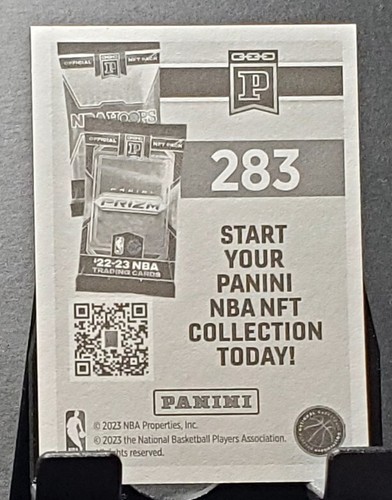 OFFICIAL NFT PACK
NBA HOOPS
OFFICIAL NFT PACK
P
PANINI
PRIZM
'22-23 NBA
TRADING CARDS
P
283
START
YOUR
PANINI
NBA NFT
COLLECTION
TODAY!
PANINI
© 2023 NBA Properties, Inc.
© 2023 the National Basketball Players Association.
rights reserved.